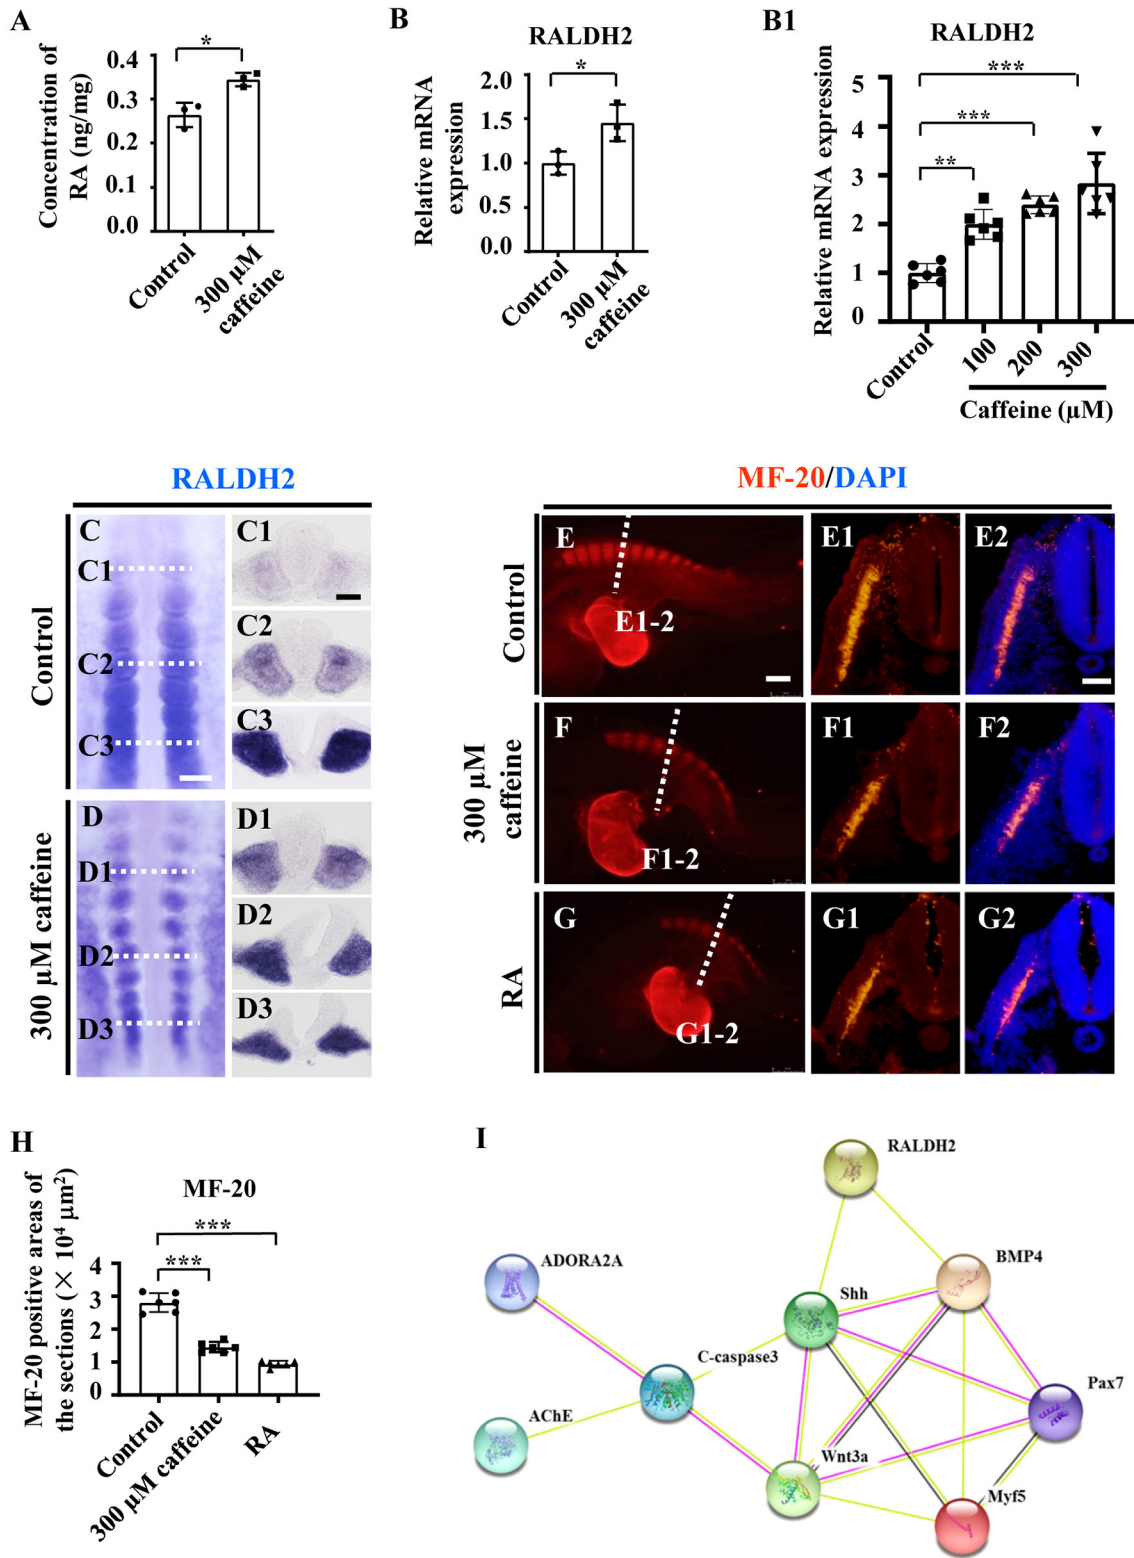 A
Concentration of
RA (ng/mg)
0.4
0.3
0.2
0.1
0.0
*
Control
300 μM
caffeine
B
RALDH2
Relative mRNA
expression
2.0
1.5
1.0
0.5
0.0
*
Control
300 μM
caffeine
B1
RALDH2
Relative mRNA expression
5
4
3
2
1
0
**
***
***
Control
100
200
300
Caffeine (μM)
RALDH2
Control
C
C1
C2
C3
C1
C2
C3
300 μM caffeine
D
D1
D2
D3
D1
D2
D3
MF-20/DAPI
Control
E
E1-2
E1
E2
300 μM
caffeine
F
F1-2
F1
F2
RA
G
G1-2
G1
G2
H
MF-20
MF-20 positive areas of
the sections (× 10⁴ μm²)
4
3
2
1
0
***
***
Control
300 μM caffeine
RA
I
RALDH2
ADORA2A
BMP4
Shh
C-caspase3
Pax7
AChE
Wnt3a
Myf5